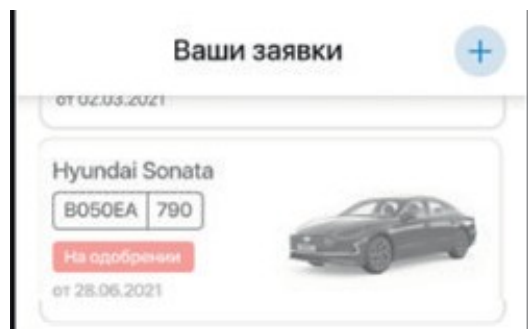 Ваши заявки
от 02.03.2021
Hyundai Sonata
В050ЕА 790
На одобрении
от 28.06.2021